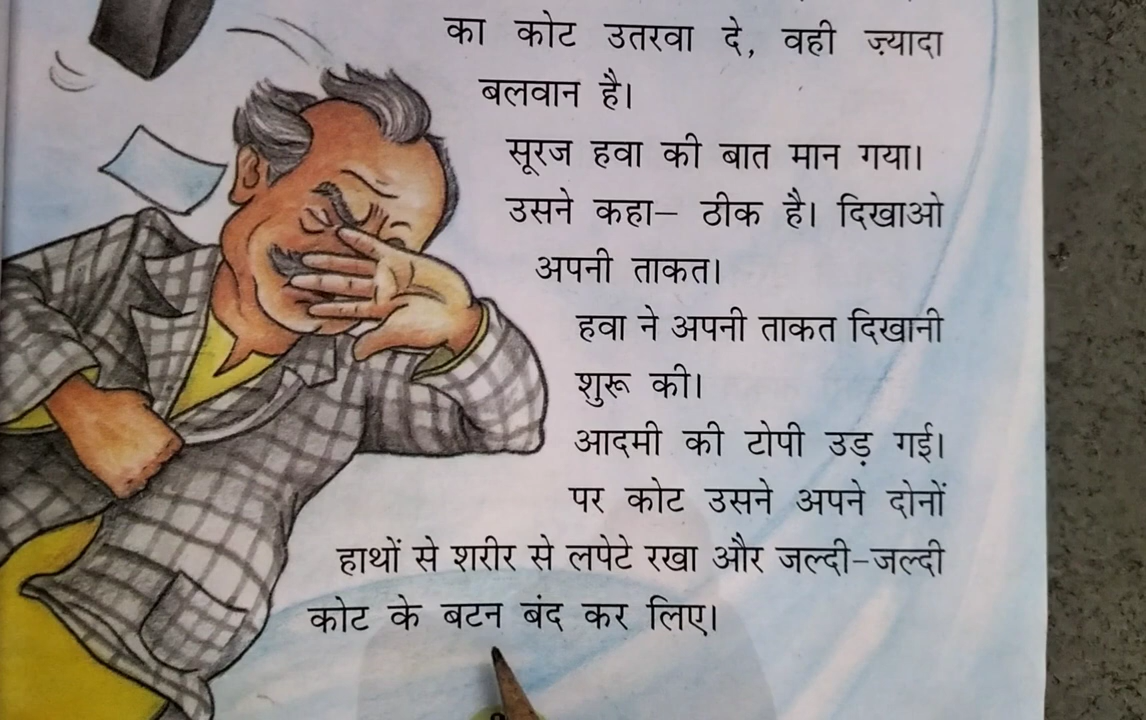 का कोट उतरवा दे, वही ज़्यादा
बलवान है।
सूरज हवा की बात मान गया।
उसने कहा— ठीक है। दिखाओ
अपनी ताकत।
हवा ने अपनी ताकत दिखानी
शुरू की।
आदमी की टोपी उड़ गई।
पर कोट उसने अपने दोनों
हाथों से शरीर से लपेटे रखा और जल्दी-जल्दी
कोट के बटन बंद कर लिए।